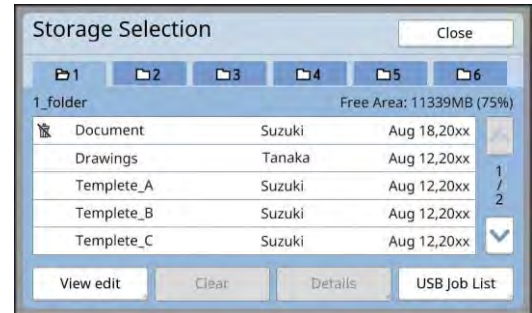 Storage Selection
Close
1 2 3 4 5 6
1_folder Free Area: 11339MB (75%)
Document Suzuki Aug 18,20xx
Drawings Tanaka Aug 12,20xx
Templete_A Suzuki Aug 12,20xx
Templete_B Suzuki Aug 12,20xx
Templete_C Suzuki Aug 12,20xx
1
/
2
View edit Clear Details USB Job List